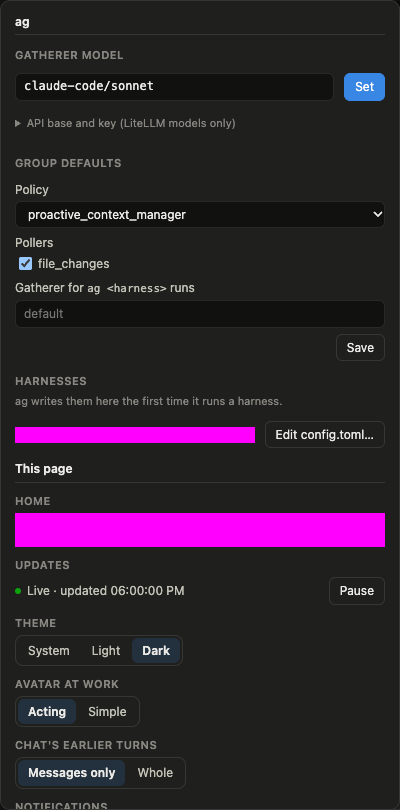 ag
GATHERER MODEL
claude-code/sonnet
Set
▶ API base and key (LiteLLM models only)
GROUP DEFAULTS
Policy
proactive_context_manager
Pollers
file_changes
Gatherer for ag <harness> runs
default
Save
HARNESSES
ag writes them here the first time it runs a harness.
Edit config.toml…
This page
HOME
UPDATES
Live · updated 06:00:00 PM
Pause
THEME
System Light Dark
AVATAR AT WORK
Acting Simple
CHAT'S EARLIER TURNS
Messages only Whole
NOTIFICATIONS